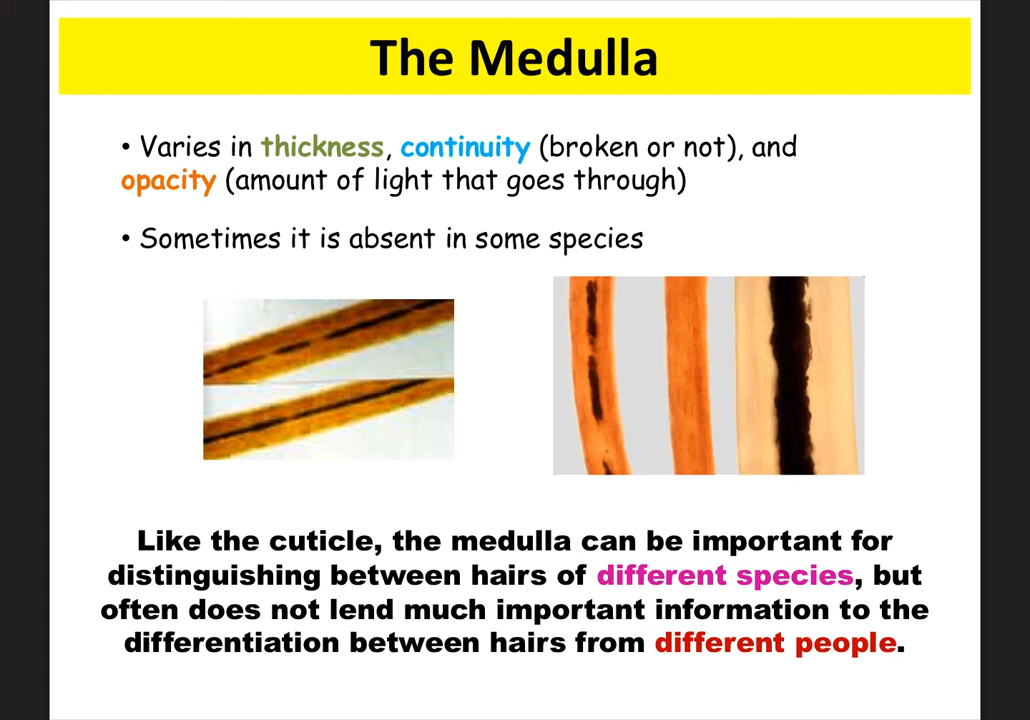 The Medulla
• Varies in thickness, continuity (broken or not), and
opacity (amount of light that goes through)
• Sometimes it is absent in some species
Like the cuticle, the medulla can be important for
distinguishing between hairs of different species, but
often does not lend much important information to the
differentiation between hairs from different people.